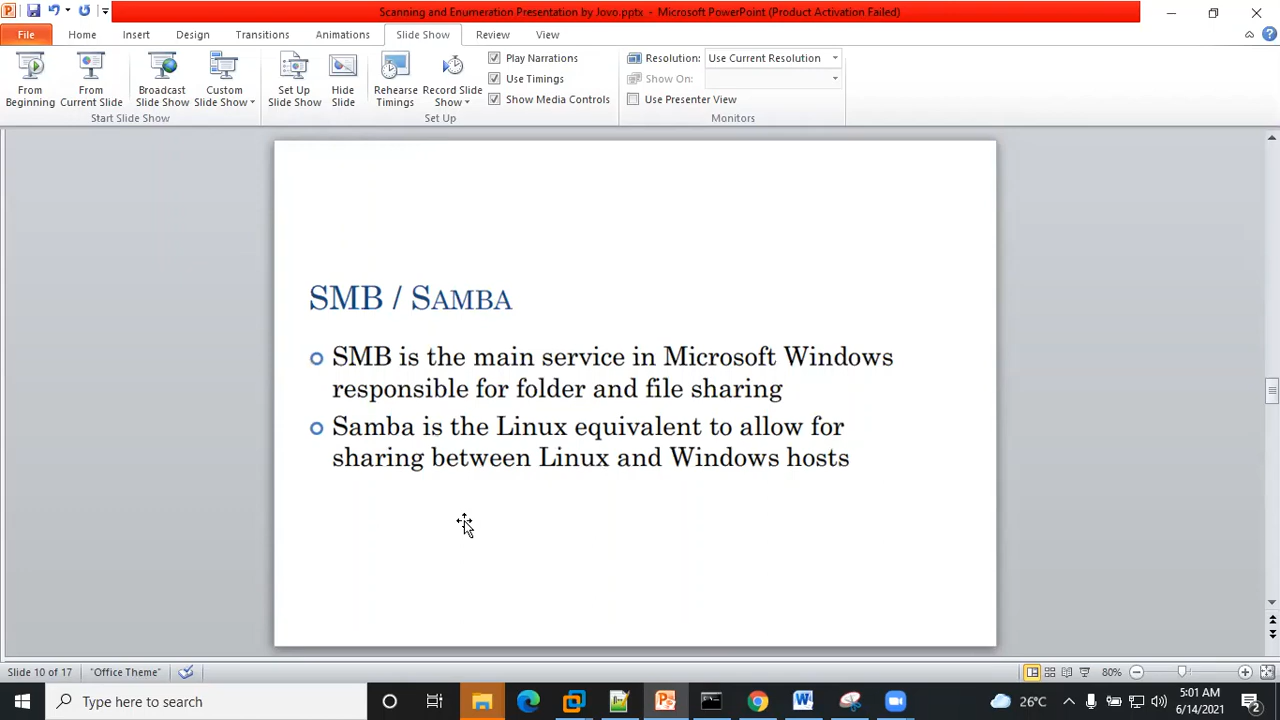 Scanning and Enumeration Presentation by Jovo.pptx - Microsoft PowerPoint (Product Activation Failed)
File Home Insert Design Transitions Animations Slide Show Review View
From Beginning
From Current Slide
Broadcast Slide Show
Custom Slide Show
Start Slide Show
Set Up Slide Show
Hide Slide
Rehearse Timings
Record Slide Show
Play Narrations
Use Timings
Show Media Controls
Set Up
Resolution: Use Current Resolution
Show On:
Use Presenter View
Monitors
SMB / SAMBA
SMB is the main service in Microsoft Windows
responsible for folder and file sharing
Samba is the Linux equivalent to allow for
sharing between Linux and Windows hosts
Slide 10 of 17 "Office Theme" 80%
Type here to search
26°C
5:01 AM
6/14/2021
2